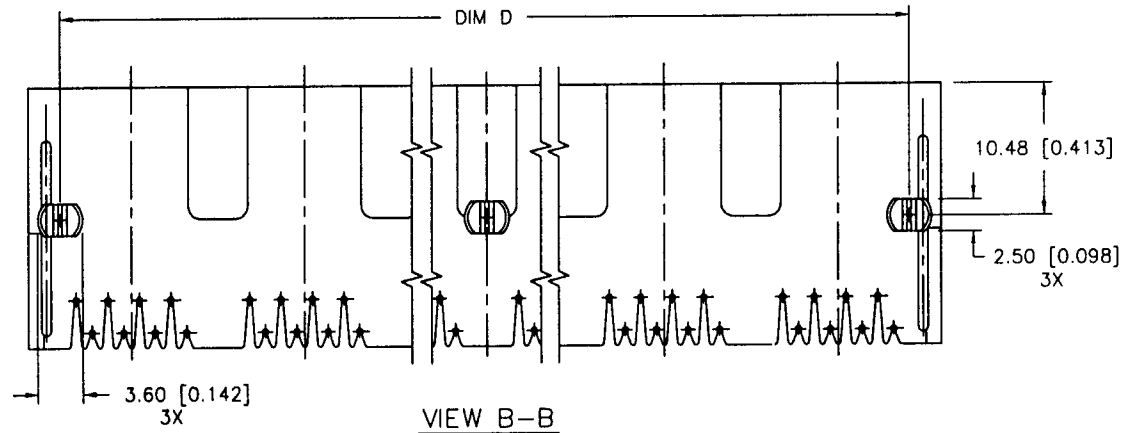 DIM D
10.48 [0.413]
2.50 [0.098]
3X
3.60 [0.142]
3X
VIEW B-B